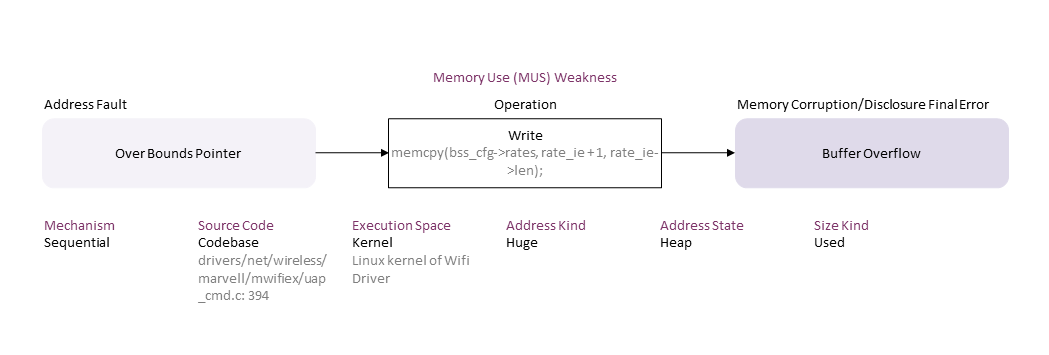 Memory Use (MUS) Weakness
Address Fault
Operation
Memory Corruption/Disclosure Final Error
Over Bounds Pointer
Write
memcpy(bss_cfg->rates, rate_ie + 1, rate_ie-
>len);
Buffer Overflow
Mechanism
Sequential
Source Code
Codebase
drivers/net/wireless/
marvell/mwifiex/uap
_cmd.c: 394
Execution Space
Kernel
Linux kernel of Wifi
Driver
Address Kind
Huge
Address State
Heap
Size Kind
Used